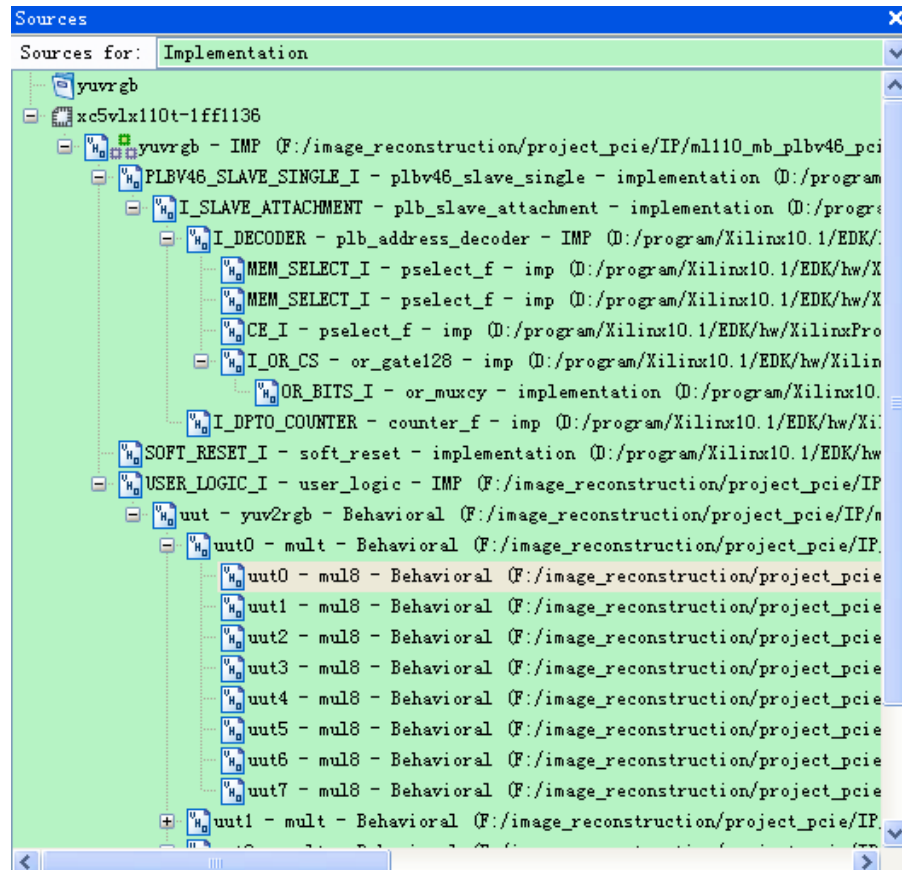 Sources
Sources for: Implementation
yuvrgb
xc5vlx110t-1ff1136
yuvrgb - IMP (F:/image_reconstruction/project_pcie/IP/ml110_mb_plbv46_pci
PLBV46_SLAVE_SINGLE_I - plbv46_slave_single - implementation (D:/program
I_SLAVE_ATTACHMENT - plb_slave_attachment - implementation (D:/progra
I_DECODER - plb_address_decoder - IMP (D:/program/Xilinx10.1/EDK/
MEM_SELECT_I - pselect_f - imp (D:/program/Xilinx10.1/EDK/hw/X
MEM_SELECT_I - pselect_f - imp (D:/program/Xilinx10.1/EDK/hw/X
CE_I - pselect_f - imp (D:/program/Xilinx10.1/EDK/hw/XilinxPro
I_OR_CS - or_gate128 - imp (D:/program/Xilinx10.1/EDK/hw/Xilin
OR_BITS_I - or_muxcy - implementation (D:/program/Xilinx10.
I_DPTO_COUNTER - counter_f - imp (D:/program/Xilinx10.1/EDK/hw/Xi
SOFT_RESET_I - soft_reset - implementation (D:/program/Xilinx10.1/EDK/hw
USER_LOGIC_I - user_logic - IMP (F:/image_reconstruction/project_pcie/IP
uut - yuv2rgb - Behavioral (F:/image_reconstruction/project_pcie/IP/m
uut0 - mult - Behavioral (F:/image_reconstruction/project_pcie/IP
uut0 - mul8 - Behavioral (F:/image_reconstruction/project_pcie
uut1 - mul8 - Behavioral (F:/image_reconstruction/project_pcie
uut2 - mul8 - Behavioral (F:/image_reconstruction/project_pcie
uut3 - mul8 - Behavioral (F:/image_reconstruction/project_pcie
uut4 - mul8 - Behavioral (F:/image_reconstruction/project_pcie
uut5 - mul8 - Behavioral (F:/image_reconstruction/project_pcie
uut6 - mul8 - Behavioral (F:/image_reconstruction/project_pcie
uut7 - mul8 - Behavioral (F:/image_reconstruction/project_pcie
uut1 - mult - Behavioral (F:/image_reconstruction/project_pcie/IP